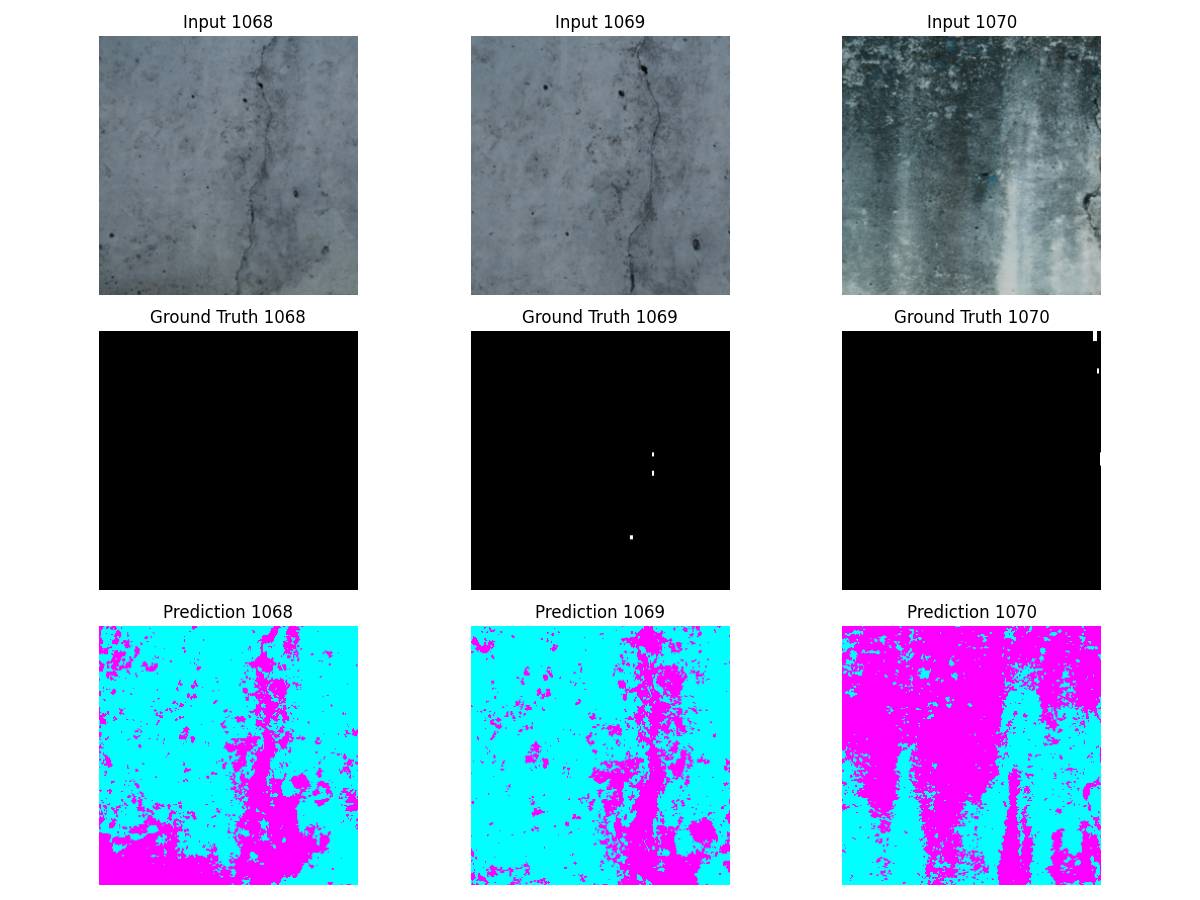 Input 1068
Input 1069
Input 1070
Ground Truth 1068
Ground Truth 1069
Ground Truth 1070
Prediction 1068
Prediction 1069
Prediction 1070